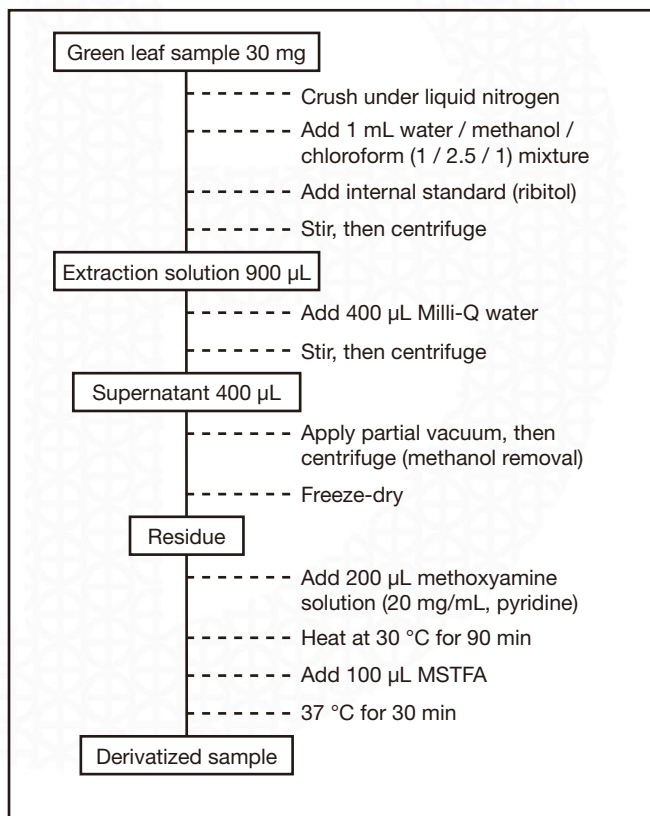 Green leaf sample 30 mg
Crush under liquid nitrogen
Add 1 mL water / methanol /
chloroform (1 / 2.5 / 1) mixture
Add internal standard (ribitol)
Stir, then centrifuge
Extraction solution 900 µL
Add 400 µL Milli-Q water
Stir, then centrifuge
Supernatant 400 µL
Apply partial vacuum, then
centrifuge (methanol removal)
Freeze-dry
Residue
Add 200 µL methoxyamine
solution (20 mg/mL, pyridine)
Heat at 30 °C for 90 min
Add 100 µL MSTFA
37 °C for 30 min
Derivatized sample